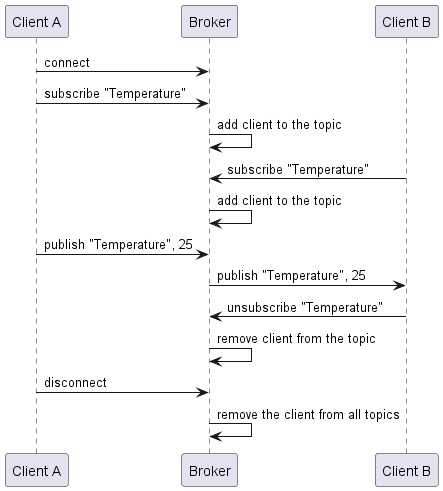 Client A
Broker
Client B
connect
subscribe "Temperature"
add client to the topic
subscribe "Temperature"
add client to the topic
publish "Temperature", 25
publish "Temperature", 25
unsubscribe "Temperature"
remove client from the topic
disconnect
remove the client from all topics
Client A
Broker
Client B